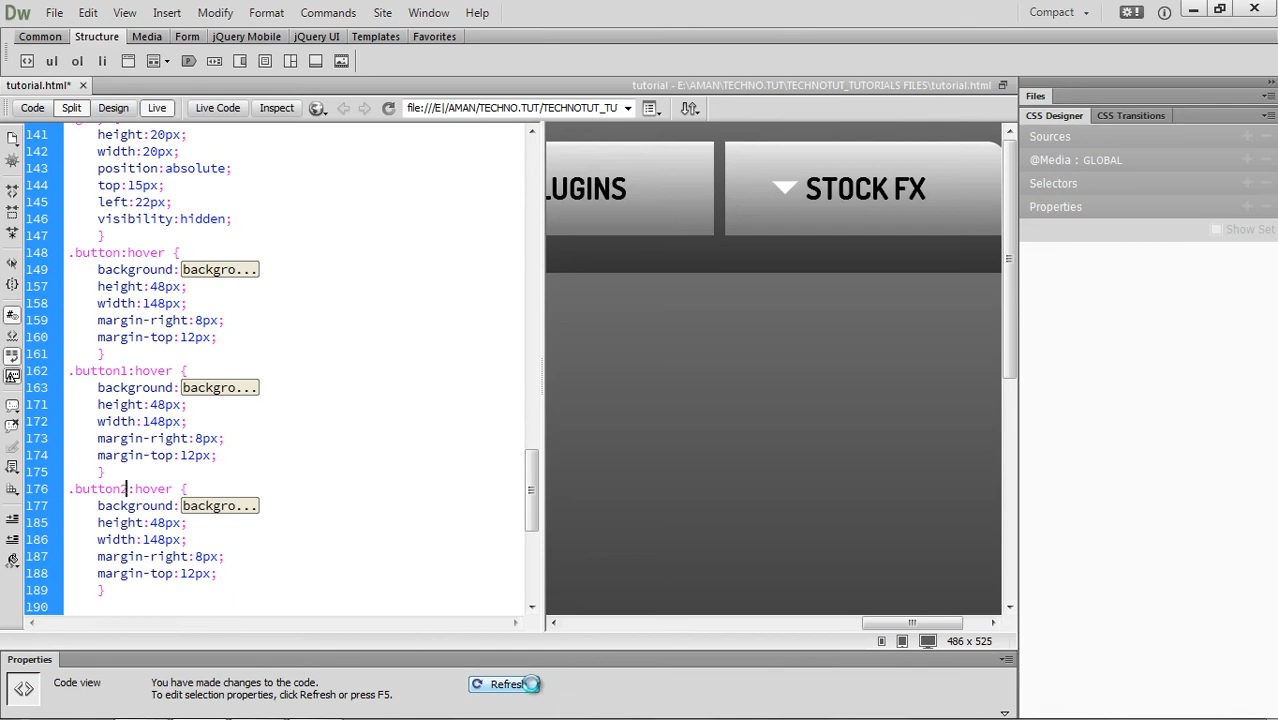 Dw File Edit View Insert Modify Format Commands Site Window Help Compact
Common Structure Media Form jQuery Mobile jQuery UI Templates Favorites
ul ol li
tutorial.html* tutorial - E:\AMAN\TECHNO.TUT\TECHNOTUT_TUTORIALS FILES\tutorial.html
Code Split Design Live Live Code Inspect file:///E|/AMAN/TECHNO.TUT/TECHNOTUT_TU
141 height:20px;
142 width:20px;
143 position:absolute;
144 top:15px;
145 left:22px;
146 visibility:hidden;
147 }
148 .button:hover {
149 background:backgro...
157 height:48px;
158 width:148px;
159 margin-right:8px;
160 margin-top:12px;
161 }
162 .button1:hover {
163 background:backgro...
171 height:48px;
172 width:148px;
173 margin-right:8px;
174 margin-top:12px;
175 }
176 .button2:hover {
177 background:backgro...
185 height:48px;
186 width:148px;
187 margin-right:8px;
188 margin-top:12px;
189 }
190
LUGINS STOCK FX
486 x 525
Files
CSS Designer CSS Transitions
Sources
@Media : GLOBAL
Selectors
Properties
Show Set
Properties
Code view You have made changes to the code.
To edit selection properties, click Refresh or press F5.
Refresh